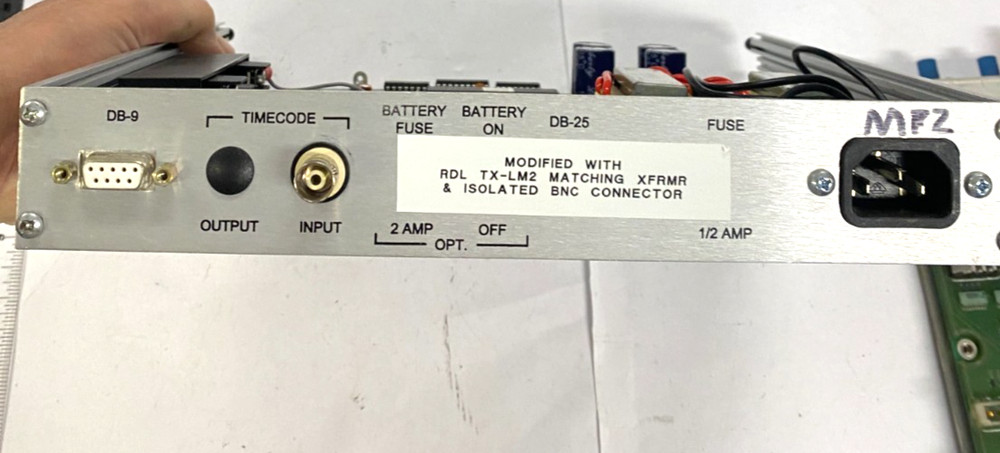 DB-9
TIMECODE
OUTPUT
INPUT
BATTERY
FUSE
BATTERY
ON
DB-25
FUSE
MODIFIED WITH
RDL TX-LM2 MATCHING XFRMR
& ISOLATED BNC CONNECTOR
2 AMP
OFF
OPT.
1/2 AMP
MF2